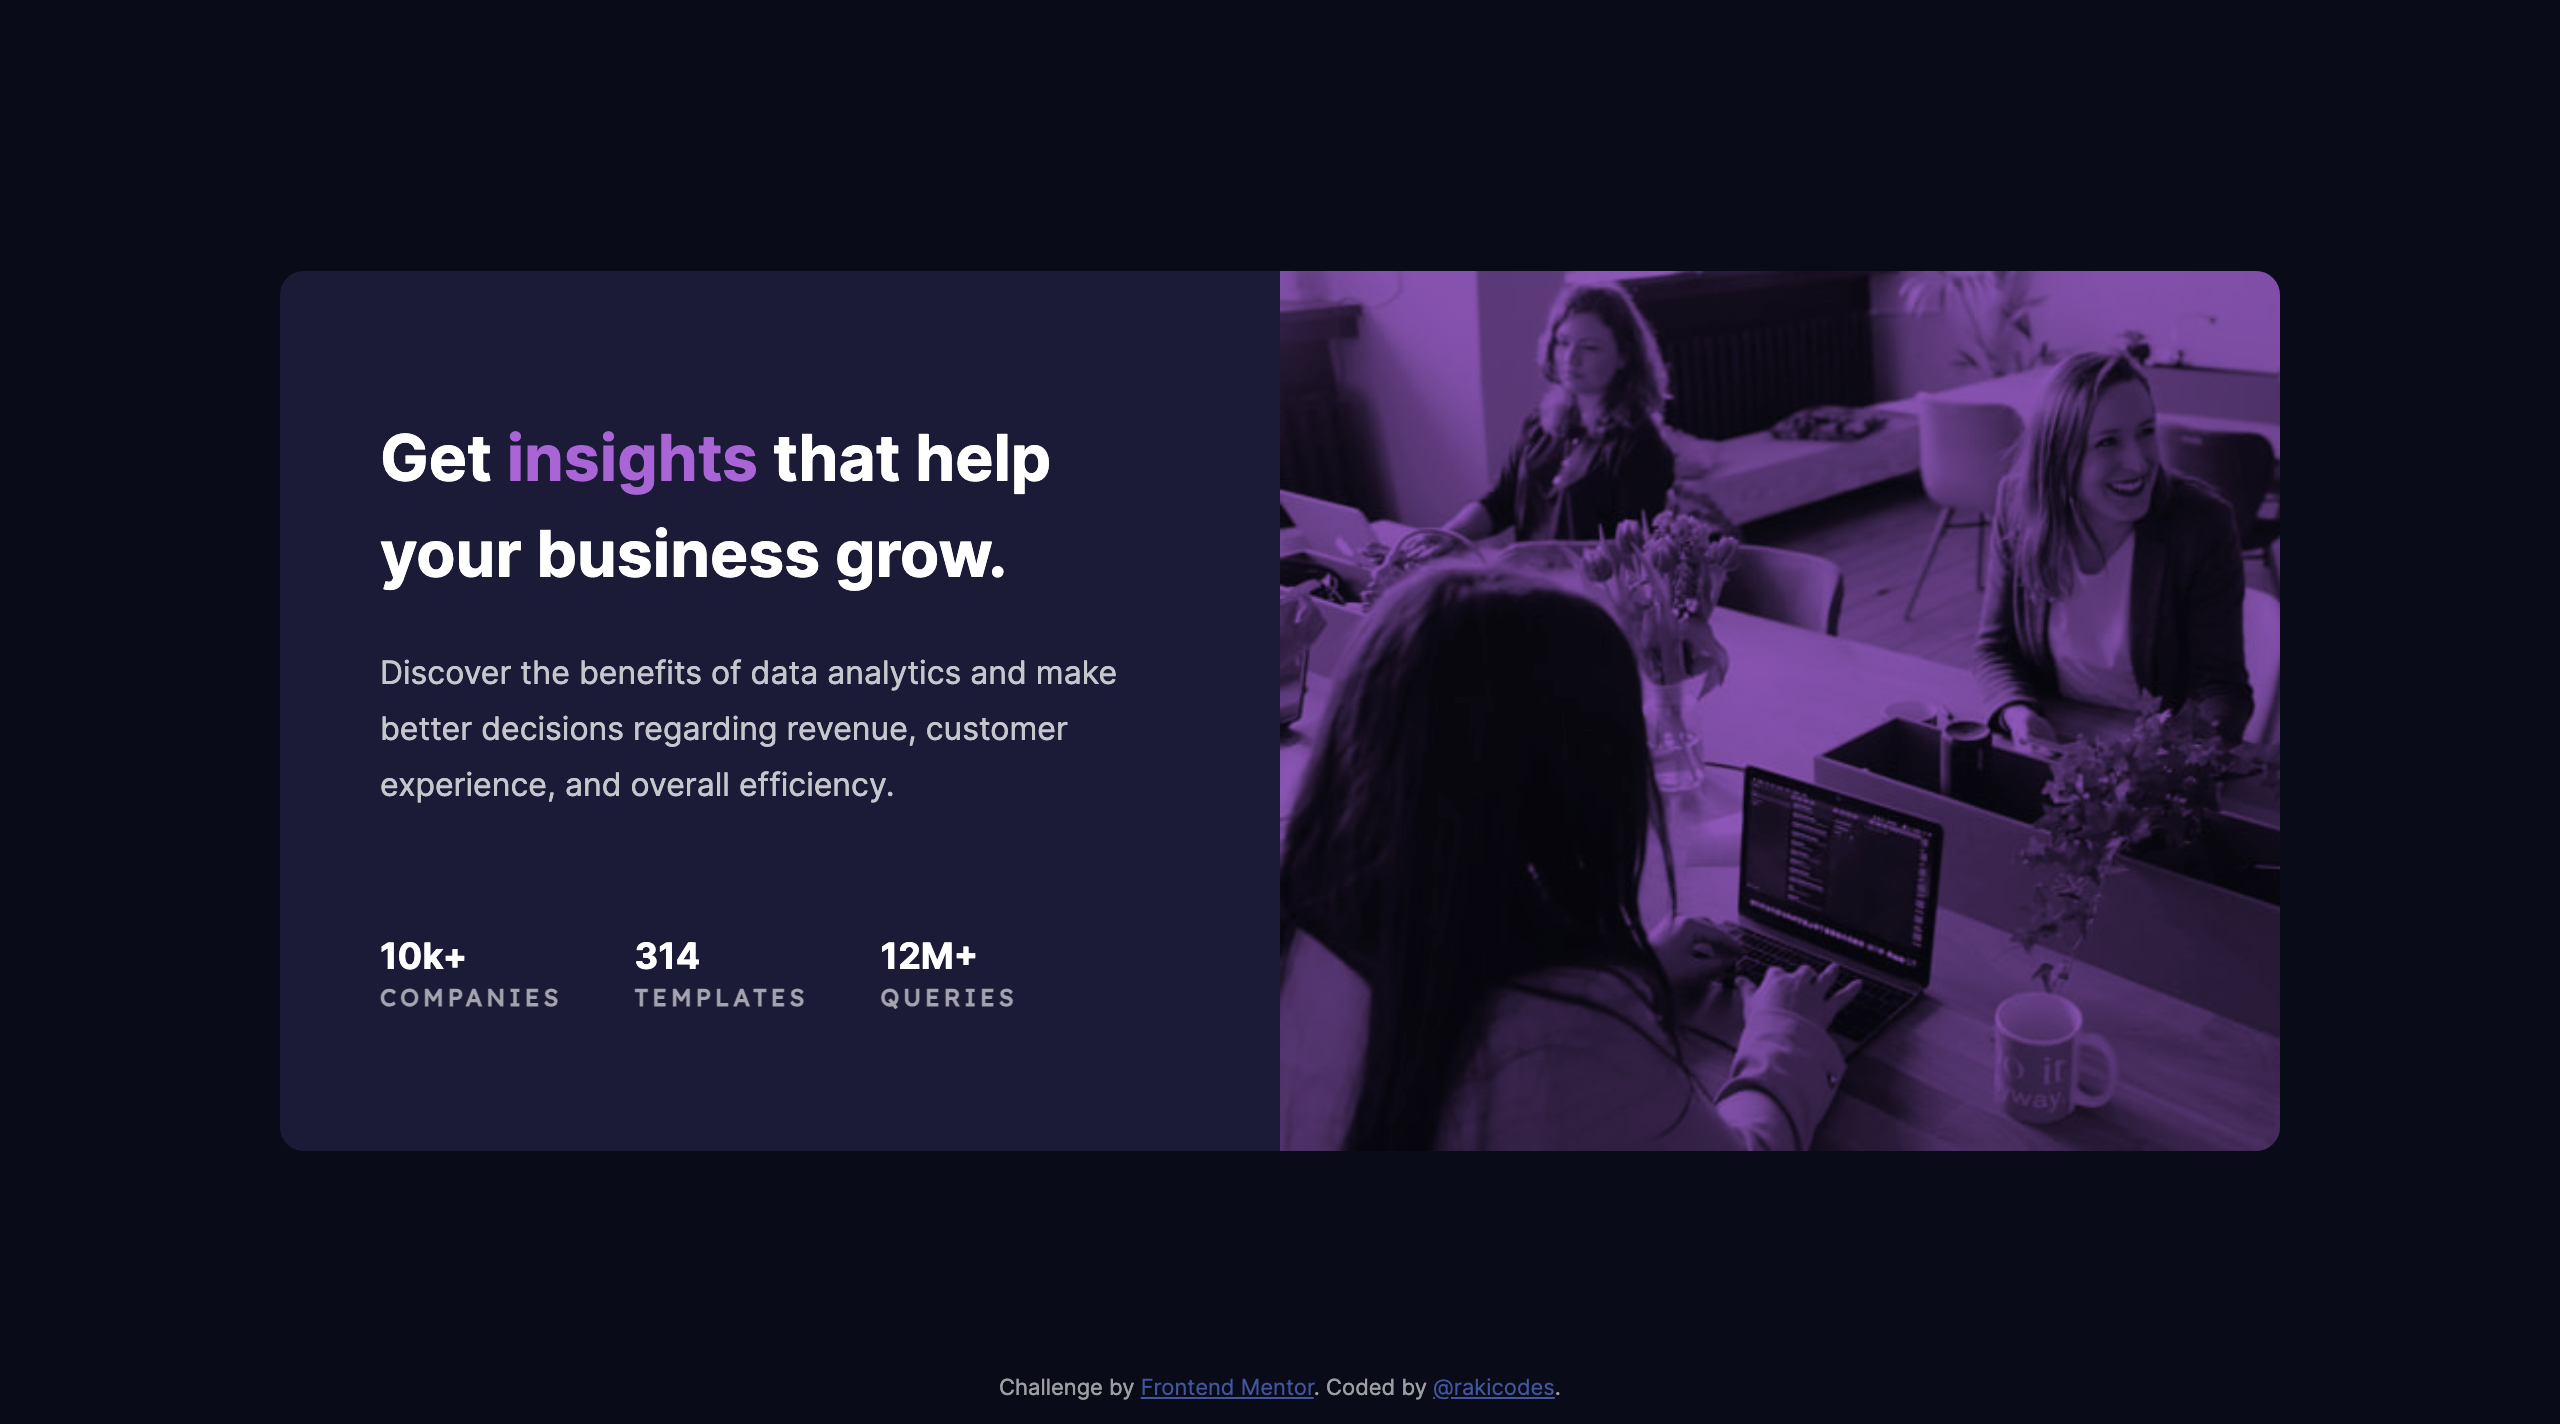 Get insights that help
your business grow.
Discover the benefits of data analytics and make
better decisions regarding revenue, customer
experience, and overall efficiency.
10k+
COMPANIES
314
TEMPLATES
12M+
QUERIES
Challenge by Frontend Mentor. Coded by @rakicodes.